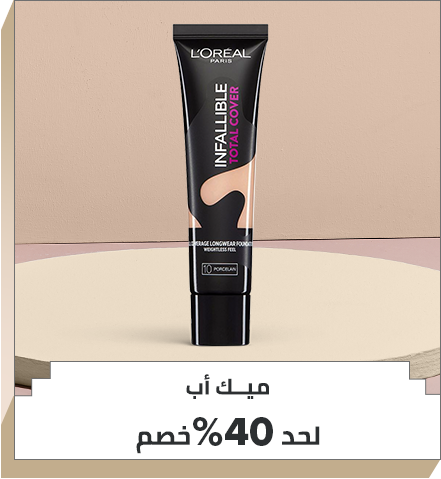 L'ORÉAL
PARIS
INFALLIBLE
TOTAL COVER
COVERAGE LONGWEAR FOUNDATION
WEIGHTLESS FEEL
10 PORCELAIN
ميــك أب
لحد 40% خصم